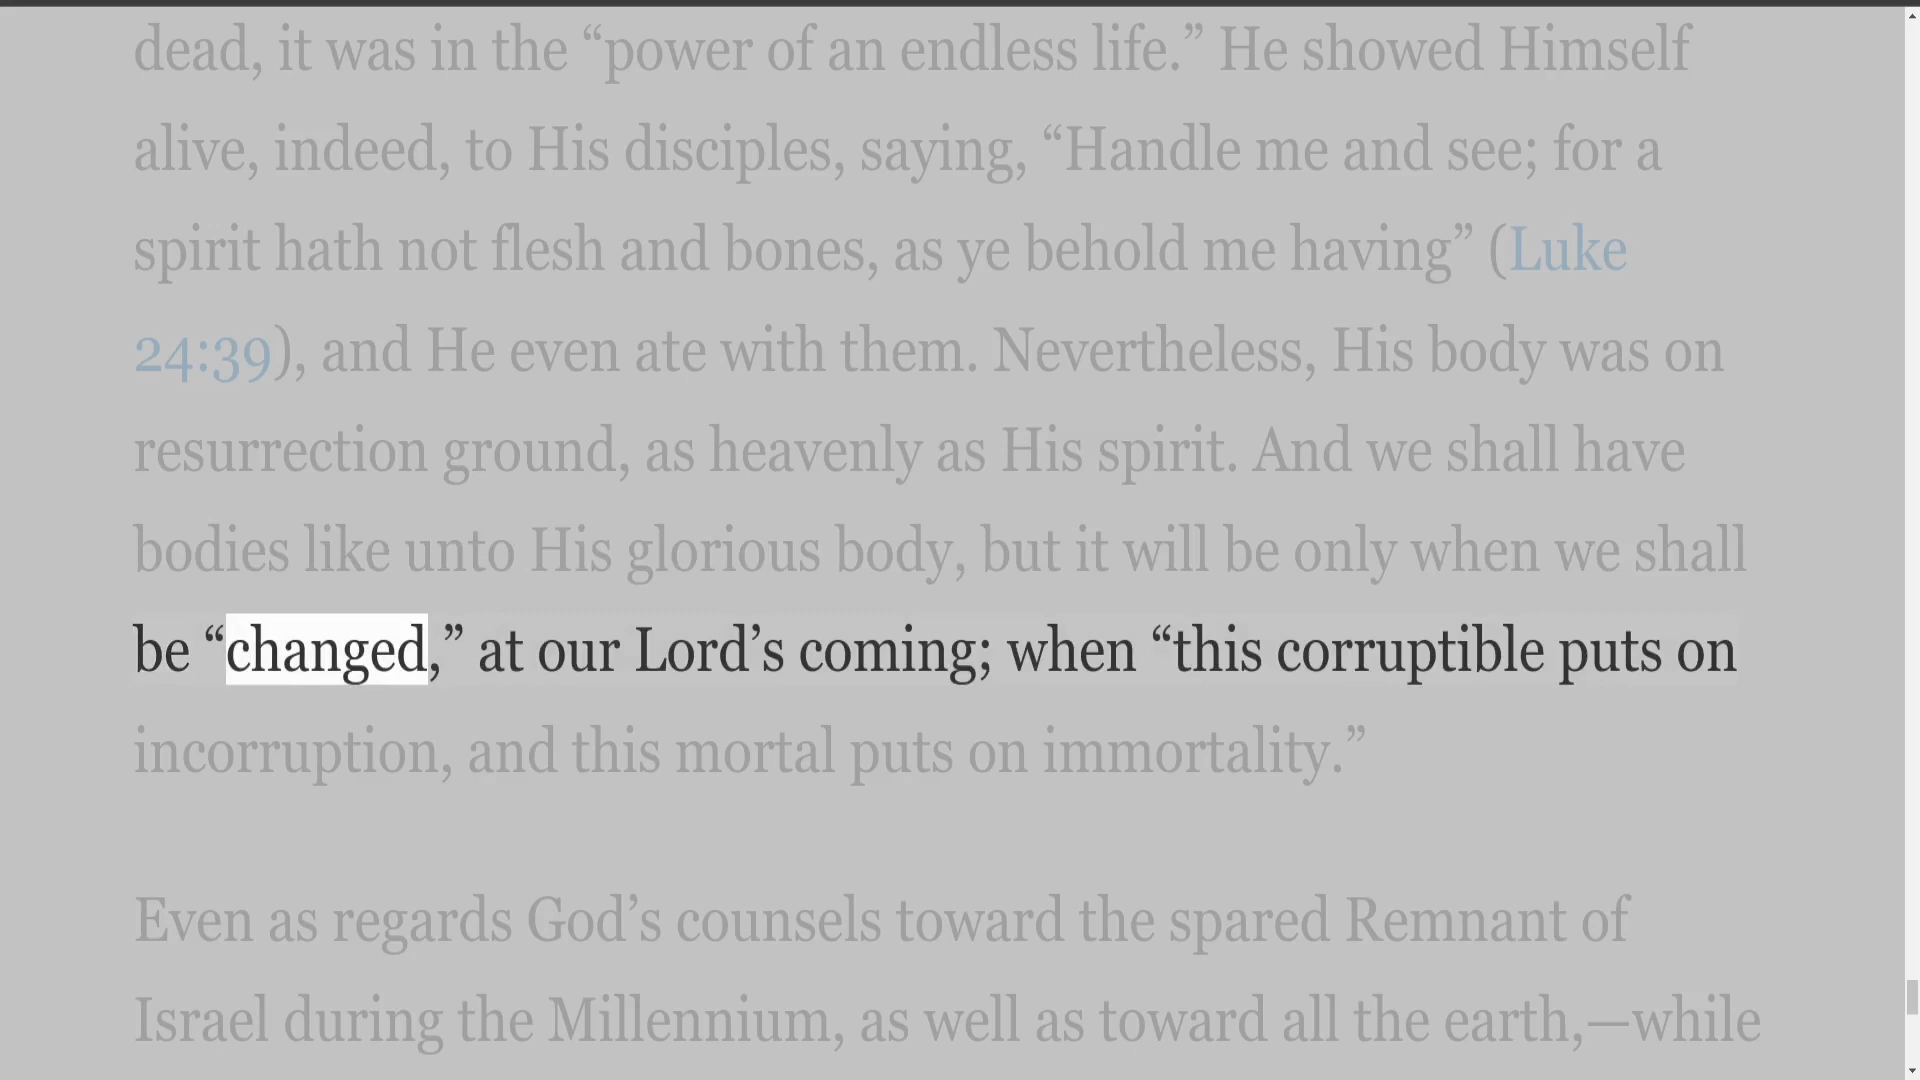 dead, it was in the “power of an endless life.” He showed Himself
alive, indeed, to His disciples, saying, “Handle me and see; for a
spirit hath not flesh and bones, as ye behold me having” (Luke
24:39), and He even ate with them. Nevertheless, His body was on
resurrection ground, as heavenly as His spirit. And we shall have
bodies like unto His glorious body, but it will be only when we shall
be “changed,” at our Lord’s coming; when “this corruptible puts on
incorruption, and this mortal puts on immortality.”
Even as regards God’s counsels toward the spared Remnant of
Israel during the Millennium, as well as toward all the earth,—while